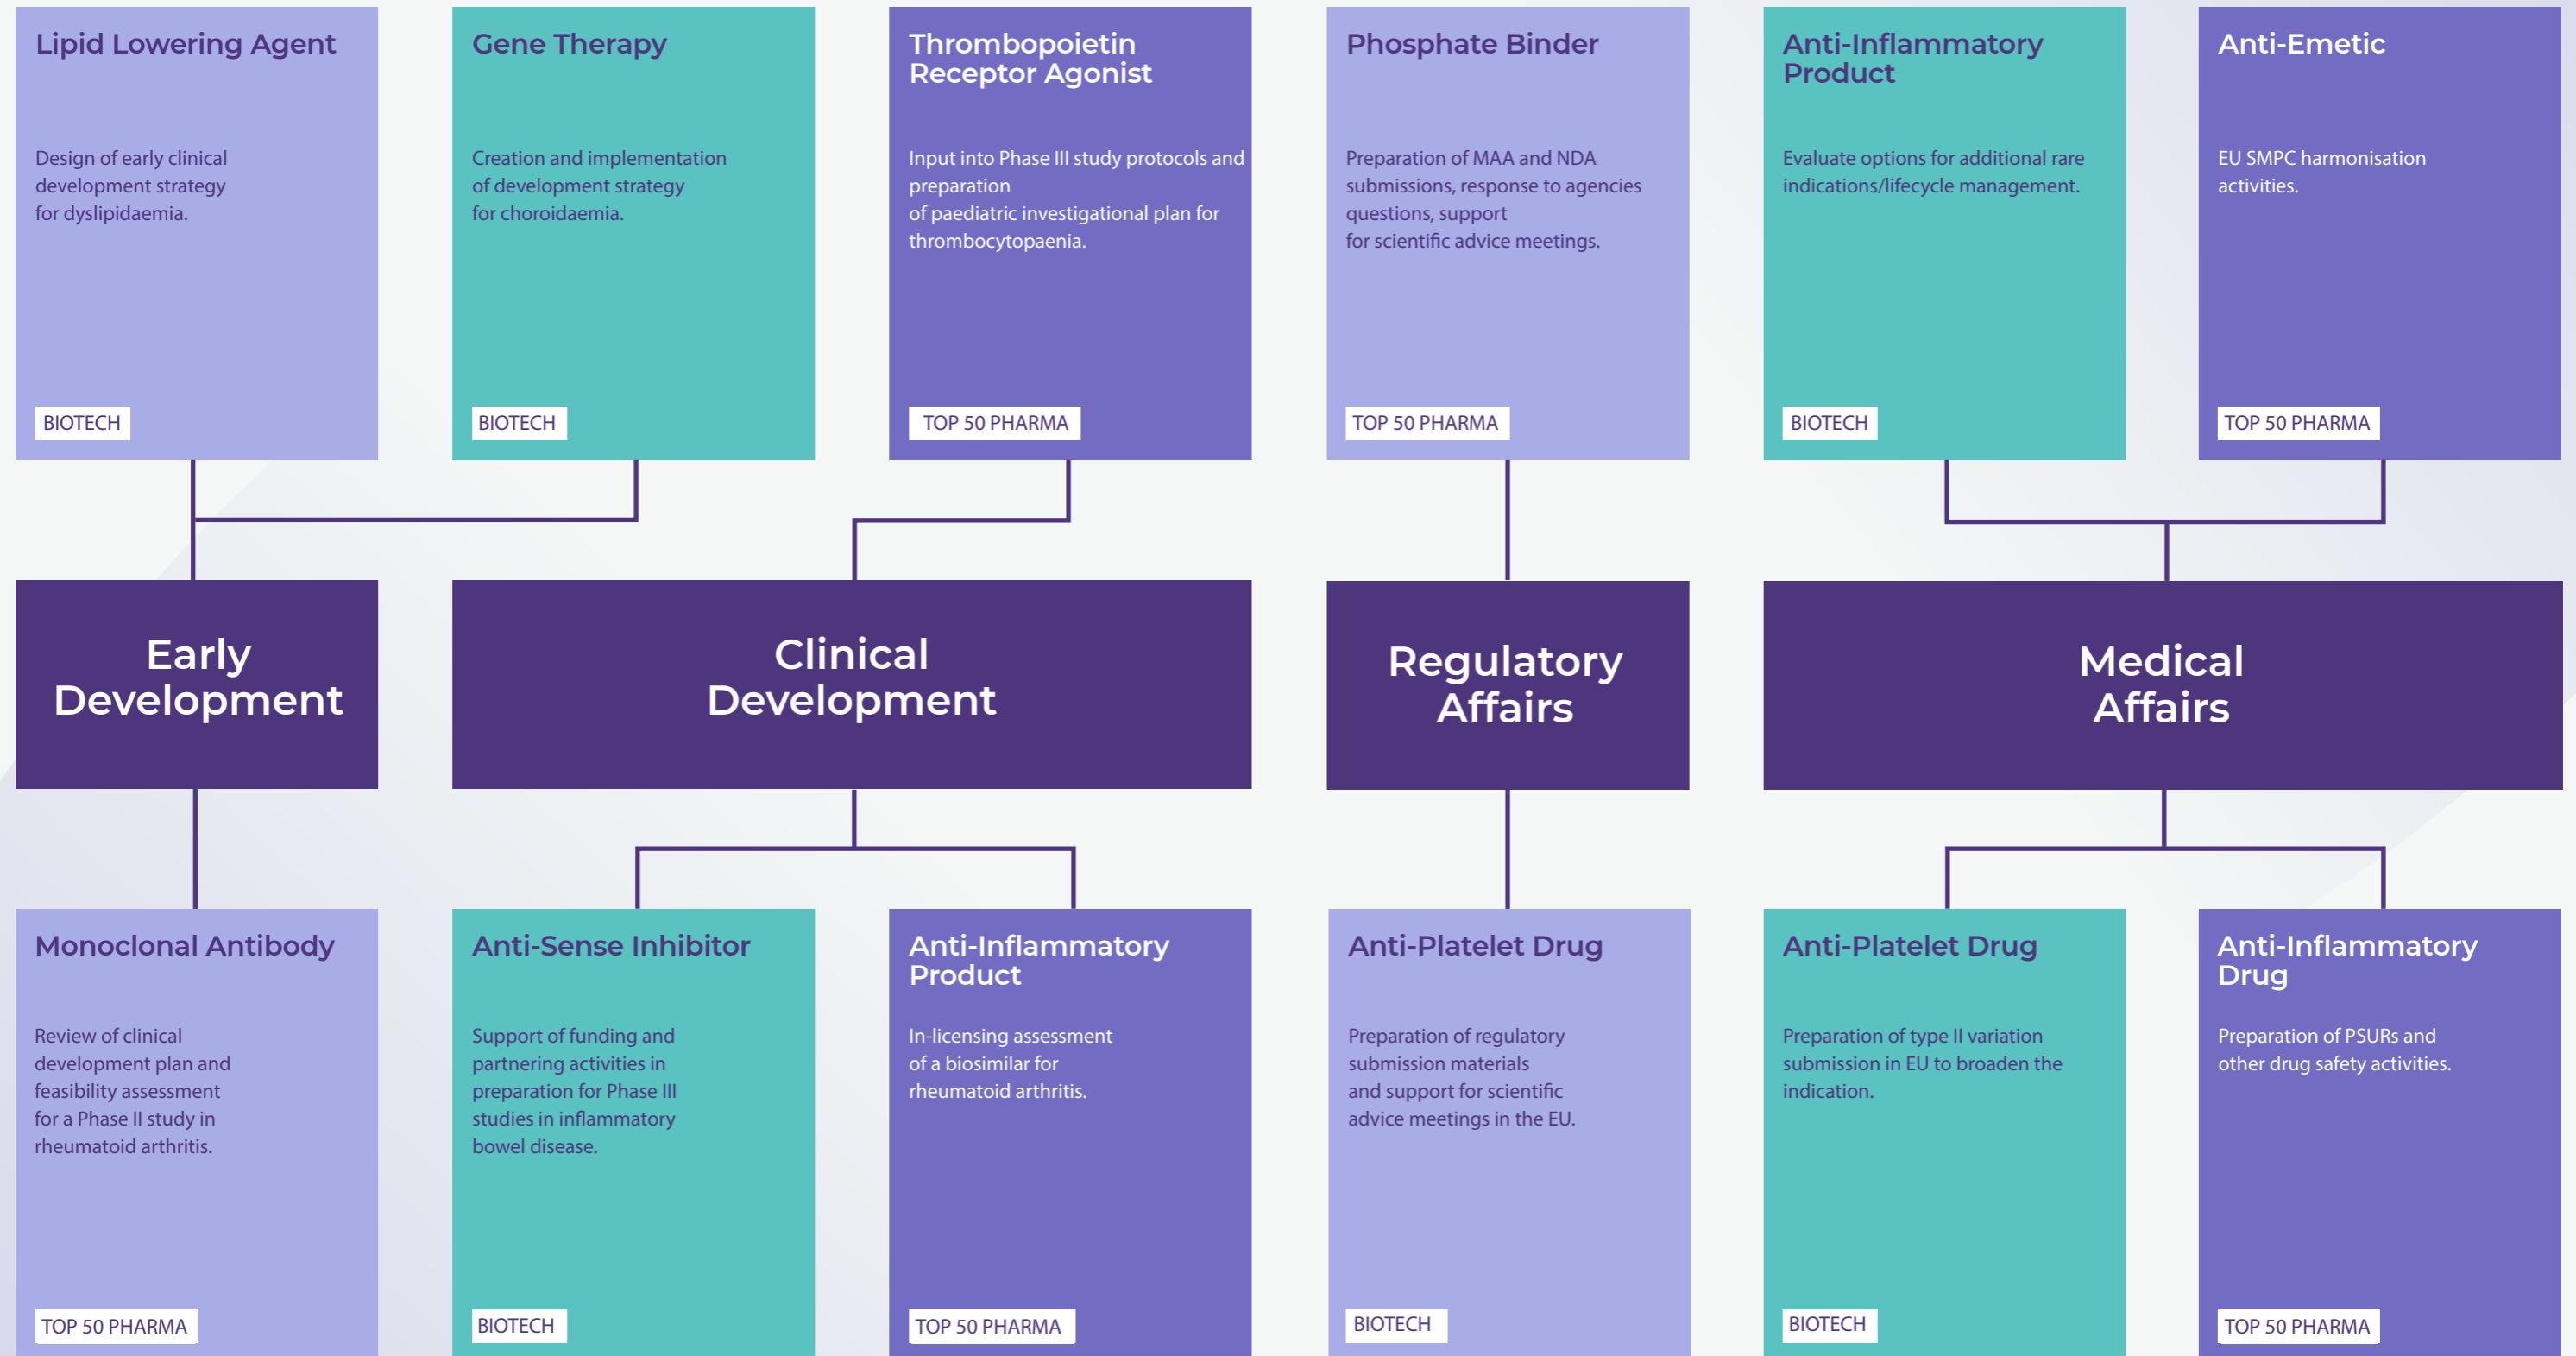 Lipid Lowering Agent
Design of early clinical
development strategy
for dyslipidaemia.
BIOTECH
Gene Therapy
Creation and implementation
of development strategy
for choroidaemia.
BIOTECH
Thrombopoietin
Receptor Agonist
Input into Phase III study protocols and
preparation
of paediatric investigational plan for
thrombocytopaenia.
TOP 50 PHARMA
Phosphate Binder
Preparation of MAA and NDA
submissions, response to agencies
questions, support
for scientific advice meetings.
TOP 50 PHARMA
Anti-Inflammatory
Product
Evaluate options for additional rare
indications/lifecycle management.
BIOTECH
Anti-Emetic
EU SMPC harmonisation
activities.
TOP 50 PHARMA
Early
Development
Clinical
Development
Regulatory
Affairs
Medical
Affairs
Monoclonal Antibody
Review of clinical
development plan and
feasibility assessment
for a Phase II study in
rheumatoid arthritis.
TOP 50 PHARMA
Anti-Sense Inhibitor
Support of funding and
partnering activities in
preparation for Phase III
studies in inflammatory
bowel disease.
BIOTECH
Anti-Inflammatory
Product
In-licensing assessment
of a biosimilar for
rheumatoid arthritis.
TOP 50 PHARMA
Anti-Platelet Drug
Preparation of regulatory
submission materials
and support for scientific
advice meetings in the EU.
BIOTECH
Anti-Platelet Drug
Preparation of type II variation
submission in EU to broaden the
indication.
BIOTECH
Anti-Inflammatory
Drug
Preparation of PSURs and
other drug safety activities.
TOP 50 PHARMA